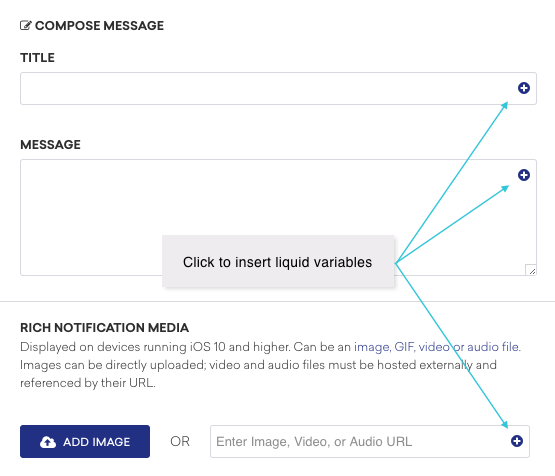 COMPOSE MESSAGE
TITLE
MESSAGE
Click to insert liquid variables
RICH NOTIFICATION MEDIA
Displayed on devices running iOS 10 and higher. Can be an image, GIF, video or audio file.
Images can be directly uploaded; video and audio files must be hosted externally and
referenced by their URL.
ADD IMAGE OR Enter Image, Video, or Audio URL